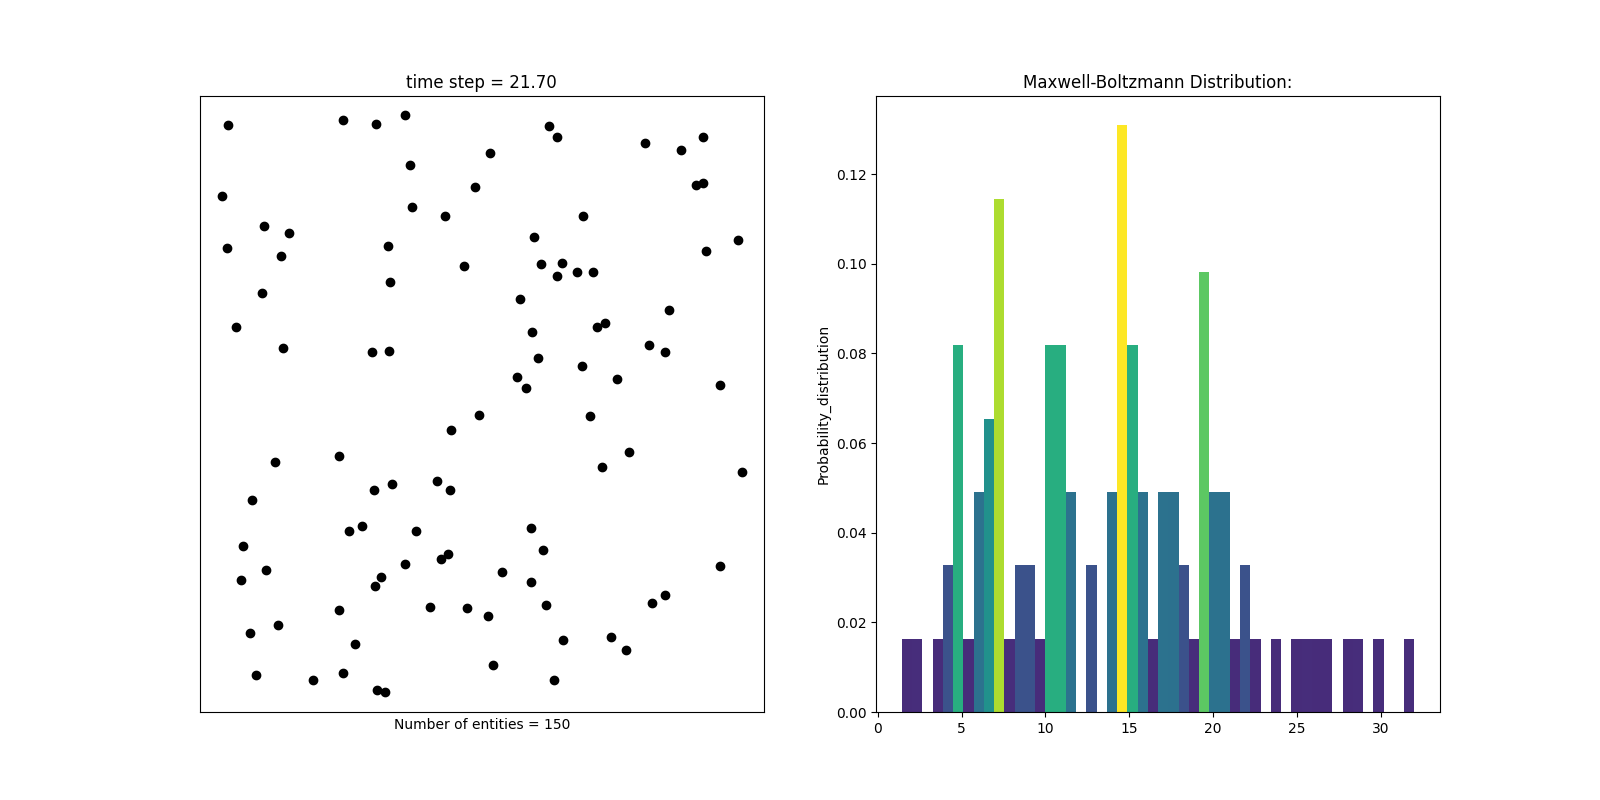 time step = 21.70
Number of entities = 150
Maxwell-Boltzmann Distribution:
Probability_distribution
0.12
0.10
0.08
0.06
0.04
0.02
0.00
0 5 10 15 20 25 30